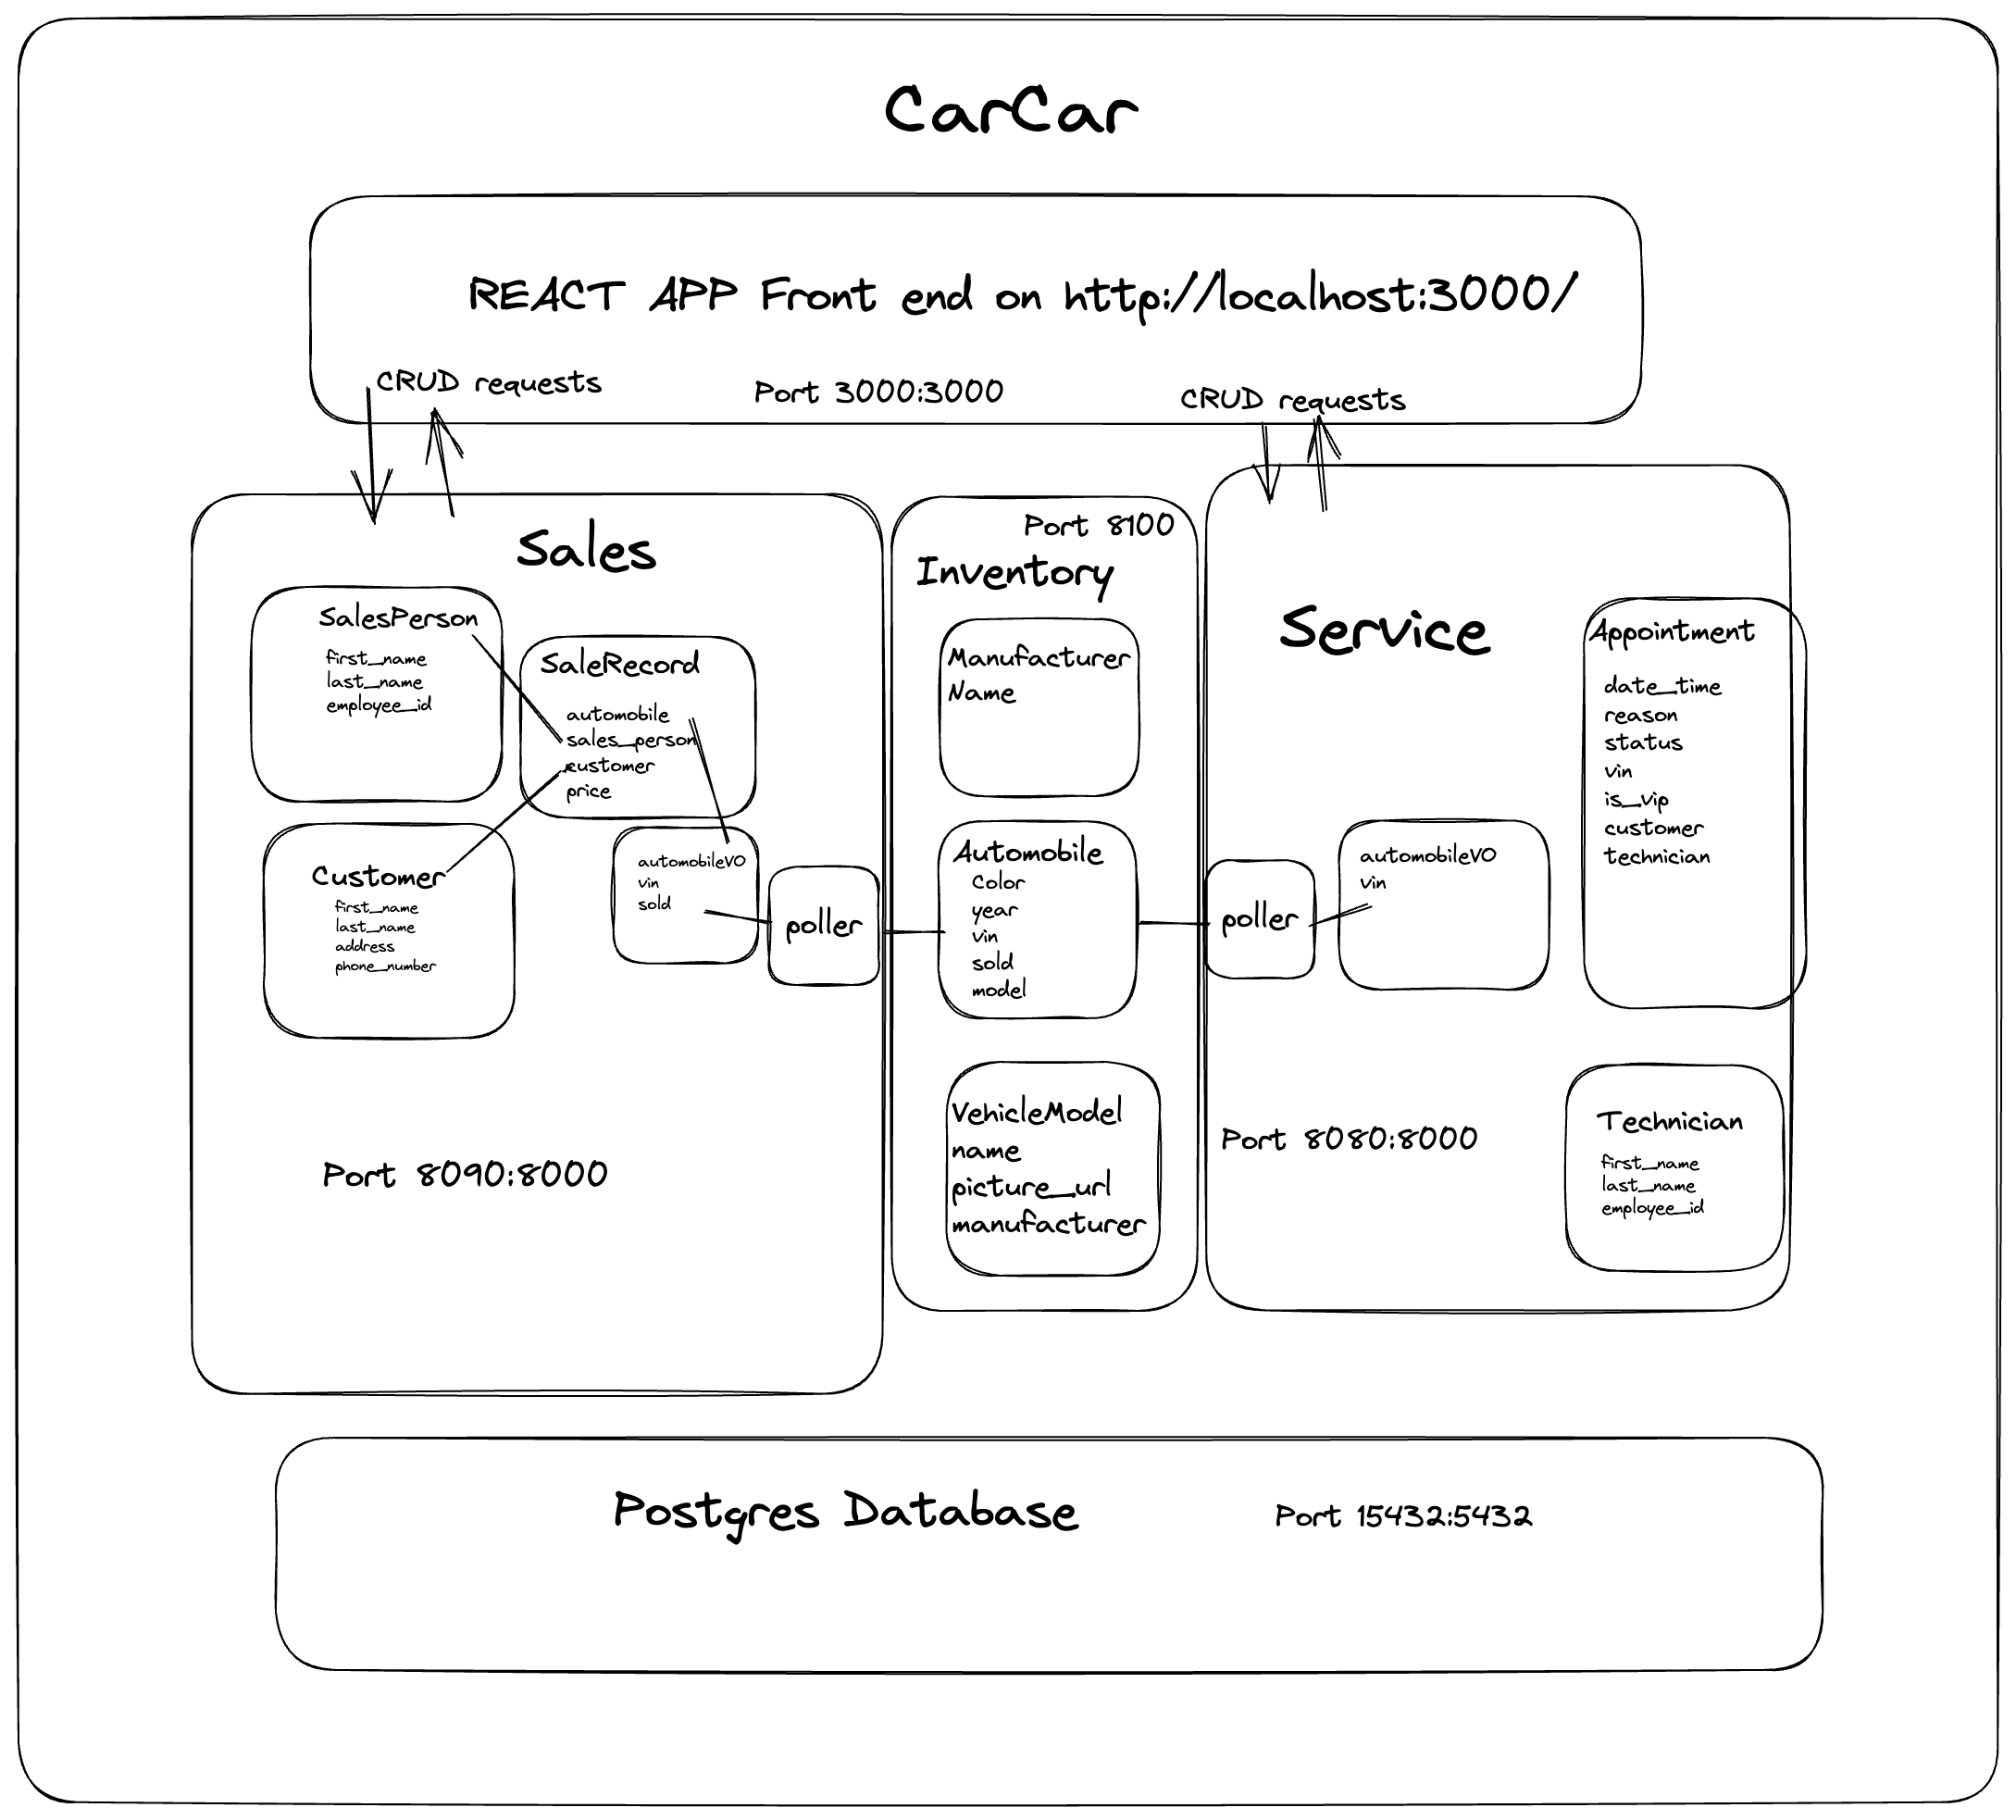 CarCar
REACT APP Front end on http://localhost:3000/
CRUD requests
Port 3000:3000
CRUD requests
Sales
SalesPerson
first_name
last_name
employee_id
SaleRecord
automobile
sales_person
customer
price
Customer
first_name
last_name
address
phone_number
automobileVO
vin
sold
poller
Port 8090:8000
Port 8100
Inventory
Manufacturer
Name
Automobile
Color
year
vin
sold
model
VehicleModel
name
picture_url
manufacturer
Service
poller
automobileVO
vin
Appointment
date_time
reason
status
vin
is_vip
customer
technician
Port 8080:8000
Technician
first_name
last_name
employee_id
Postgres Database
Port 15432:5432